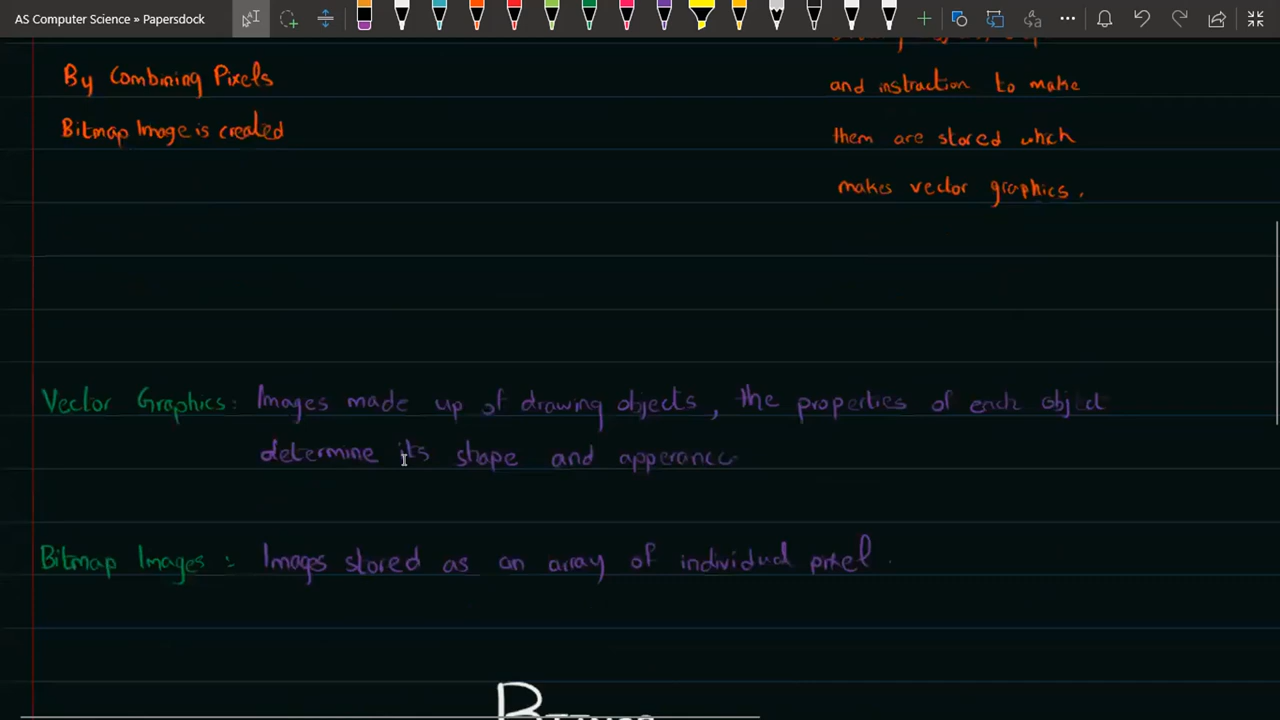 AS Computer Science » Papersdock
By Combining Pixels
Bitmap Image is created
and instraction to make
them are stored which
makes vector graphics.
Vector Graphics: Images made up of drawing objects, the properties of each object
determine its shape and apperance
Bitmap Images: Images stored as an array of individual pixel.